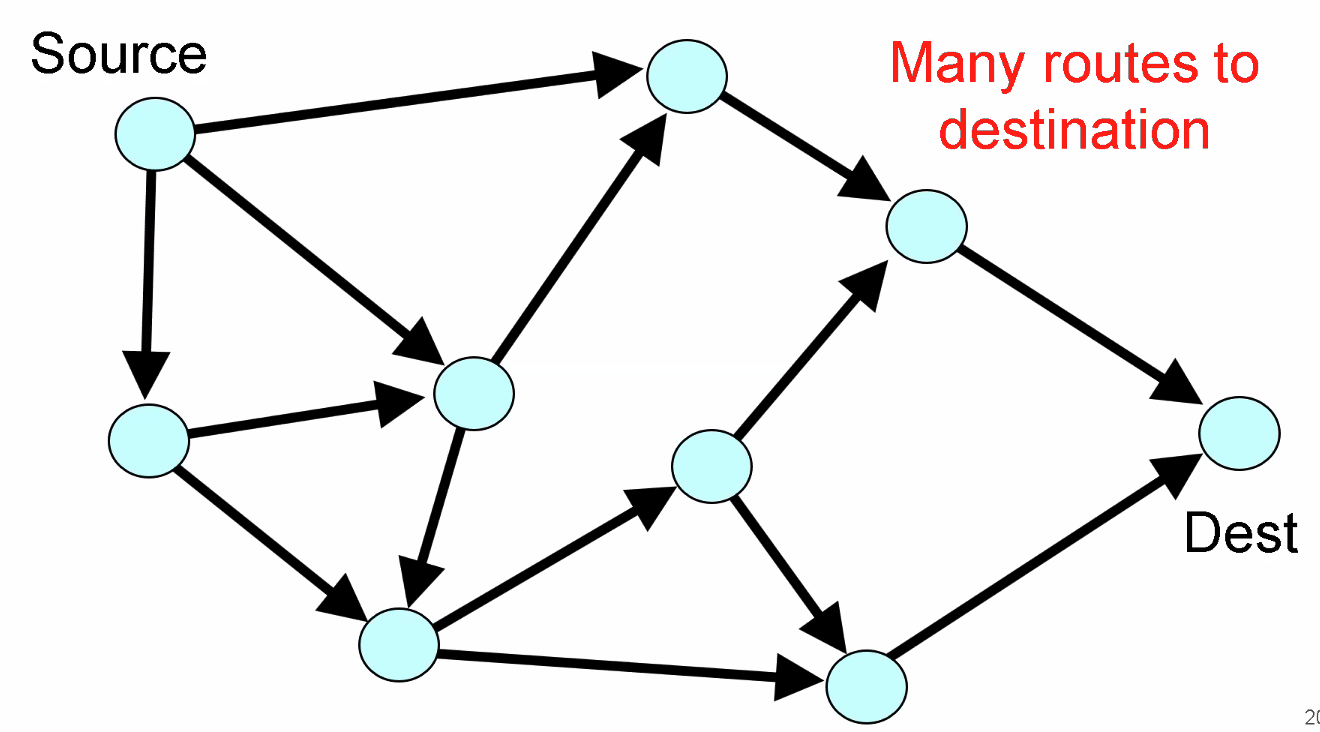 Source
Many routes to
destination
Dest